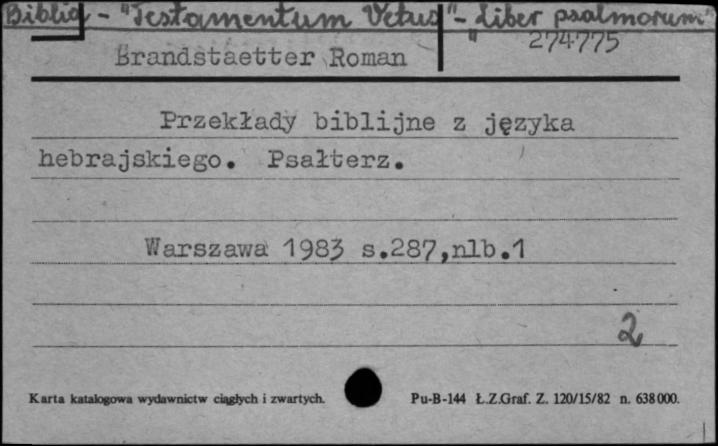 Biblia - "Testamentum Vetus" - "Liber psalmorum"
274775
Brandstaetter Roman
Przekłady biblijne z języka
hebrajskiego. Psałterz.
Warszawa 1983 s.287,nlb.1
2
Karta katalogowa wydawnictw ciągłych i zwartych. Pu-B-144 Ł.Z.Graf. Z. 120/15/82 n. 638000.